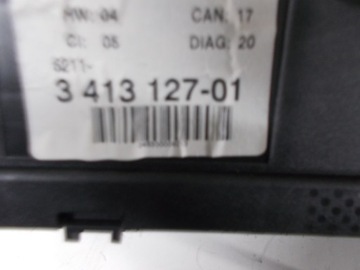 HW: 04 CAN: 17
CI: 05 DIAG: 20
6211-
3 413 127-01